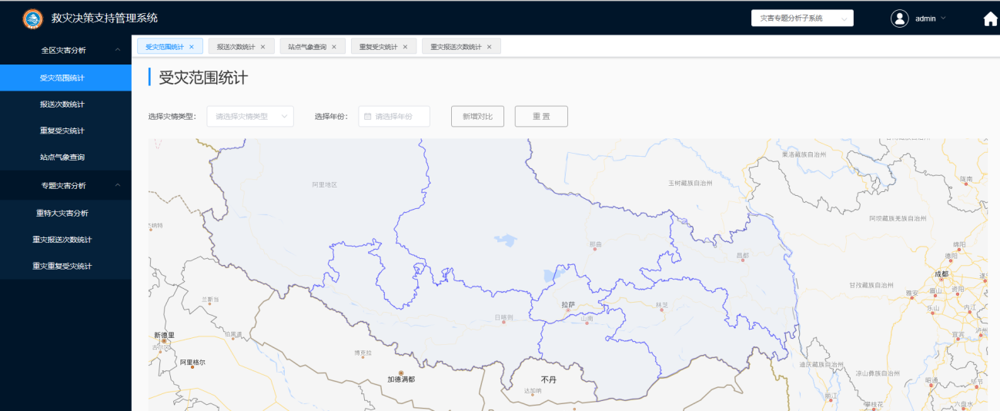 救灾决策支持管理系统
灾害专题分析子系统
admin
全区灾害分析
受灾范围统计
报送次数统计
重复受灾统计
站点气象查询
专题灾害分析
重特大灾害分析
重灾报送次数统计
重灾重复受灾统计
受灾范围统计 ×
报送次数统计 ×
站点气象查询 ×
重复受灾统计 ×
重灾报送次数统计 ×
受灾范围统计
选择灾情类型：
请选择灾情类型
选择年份：
请选择年份
新增对比
重 置
果洛藏族自治州
阿里地区
玉树藏族自治州
陇南
阿坝藏族羌族自治州
那曲
昌都
绵阳
德阳
成都
甘孜藏族自治州
雅安
眉山
资阳
兰斯当
拉萨
林芝
日喀则
山南
乐山
内江
新德里
泸州
宜宾
博克拉
阿里格尔
加德满都
不丹
达加纳
迪庆藏族自治州
凉山彝族自治州
昭通
毕节
丽江
攀枝花
六盘水